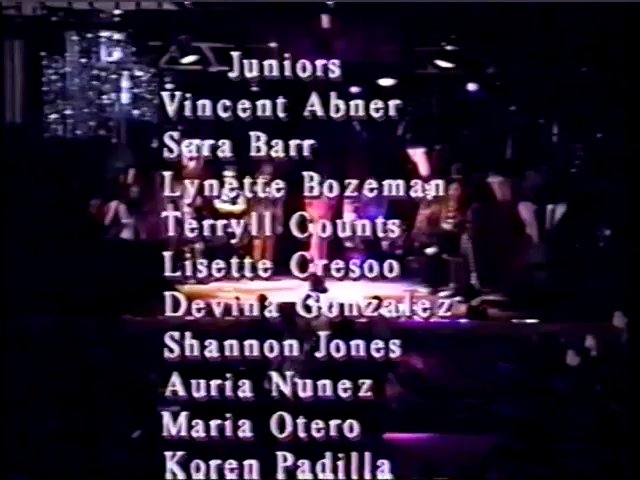 Juniors
Vincent Abner
Sara Barr
Lynette Bozeman
Terryll Counts
Lisette Cresoo
Devina Gonzalez
Shannon Jones
Auria Nunez
Maria Otero
Koren Padilla